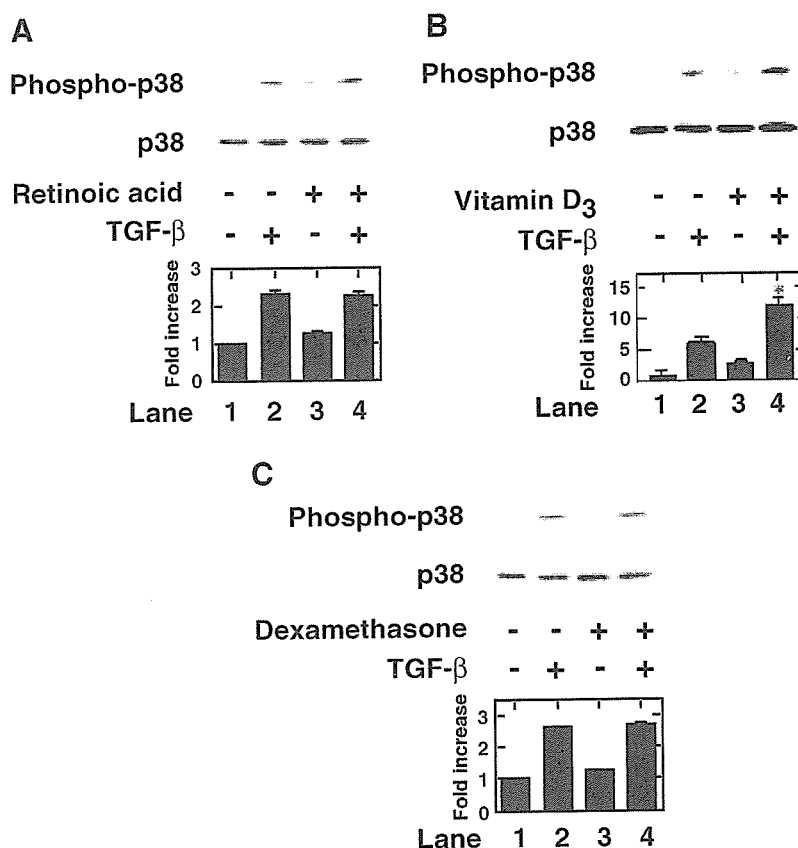 A
Phospho-p38
p38
Retinoic acid - - + +
TGF-β - + - +
Fold increase
3
2
1
0
Lane 1 2 3 4
B
Phospho-p38
p38
Vitamin D3 - - + +
TGF-β - + - +
Fold increase
15
10
5
0
*
Lane 1 2 3 4
C
Phospho-p38
p38
Dexamethasone - - + +
TGF-β - + - +
Fold increase
3
2
1
0
Lane 1 2 3 4